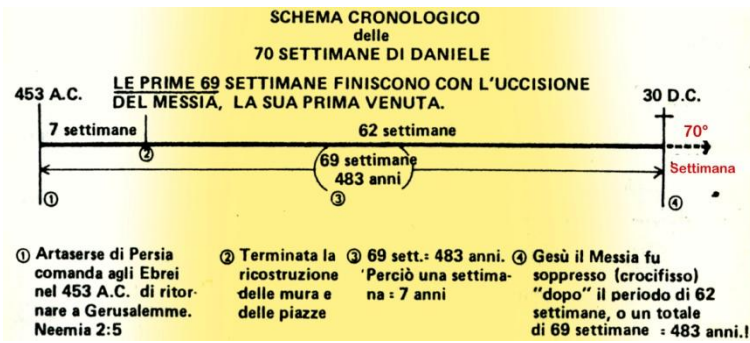 SCHEMA CRONOLOGICO
delle
70 SETTIMANE DI DANIELE
LE PRIME 69 SETTIMANE FINISCONO CON L'UCCISIONE
DEL MESSIA, LA SUA PRIMA VENUTA.
453 A.C.
30 D.C.
7 settimane
62 settimane
70°
Settimana
②
69 settimane
483 anni
①
③
④
① Artaserse di Persia
comanda agli Ebrei
nel 453 A.C. di ritor-
nare a Gerusalemme.
Neemia 2:5
② Terminata la
ricostruzione
delle mura e
delle piazze
③ 69 sett.: 483 anni.
Perciò una settima-
na = 7 anni
④ Gesù il Messia fu
soppresso (crocifisso)
"dopo" il periodo di 62
settimane, o un totale
di 69 settimane = 483 anni.!